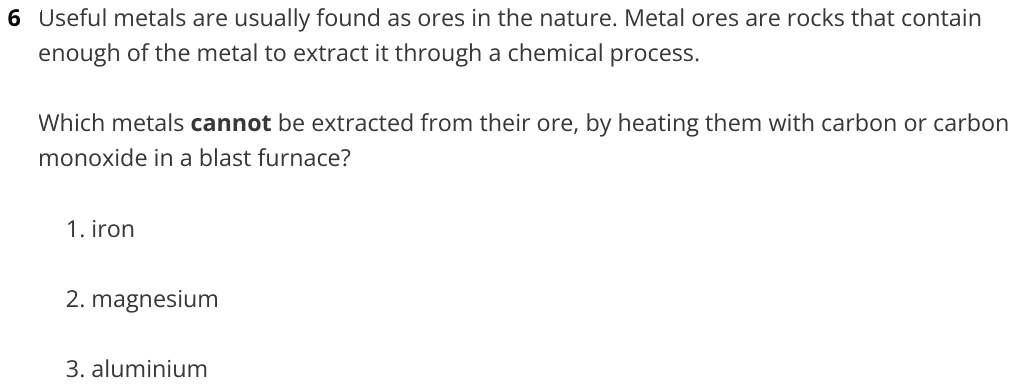 6 Useful metals are usually found as ores in the nature. Metal ores are rocks that contain
enough of the metal to extract it through a chemical process.
Which metals cannot be extracted from their ore, by heating them with carbon or carbon
monoxide in a blast furnace?
1. iron
2. magnesium
3. aluminium